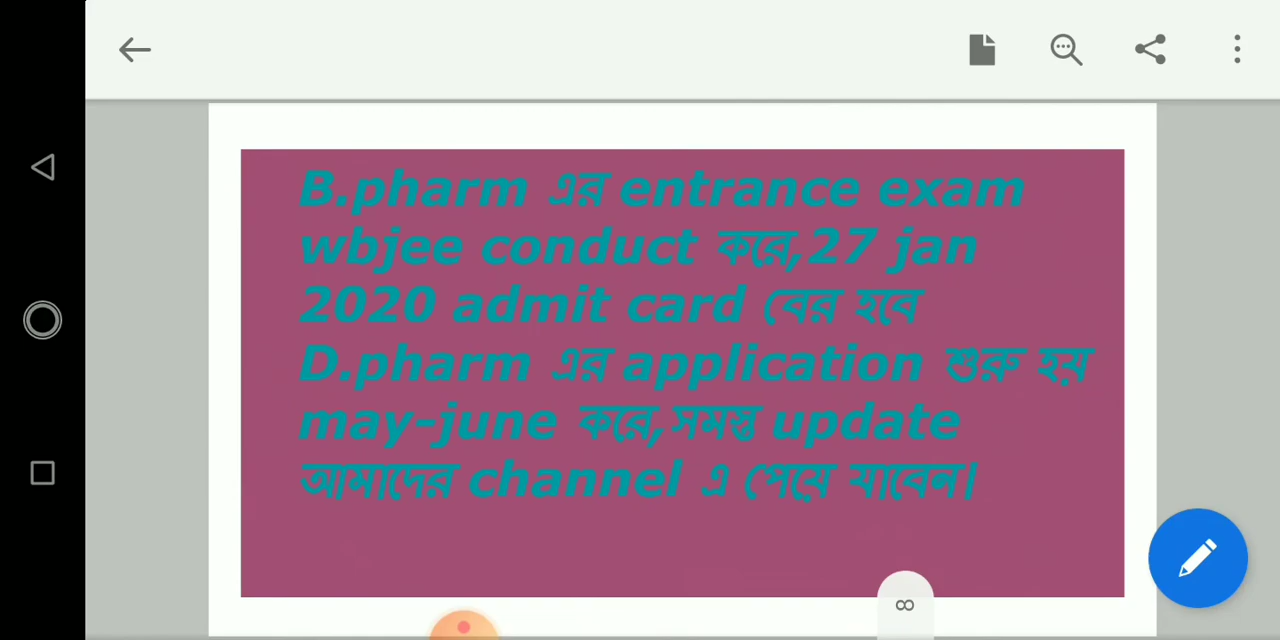 B.pharm এর entrance exam
wbjee conduct করে,27 jan
2020 admit card বের হবে
D.pharm এর application শুরু হয়
may-june করে,সমস্ত update
আমাদের channel এ পেয়ে যাবেন।
8